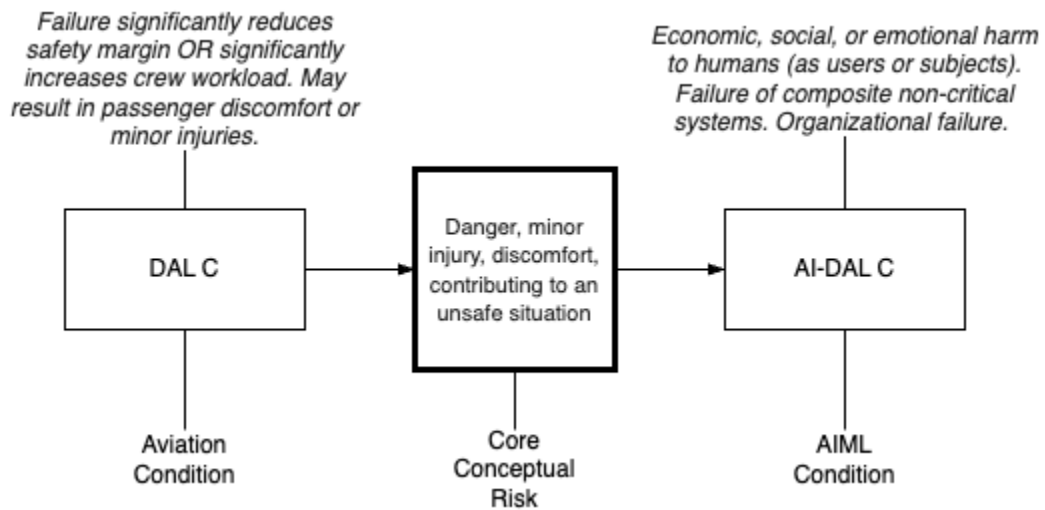 Failure significantly reduces
safety margin OR significantly
increases crew workload. May
result in passenger discomfort or
minor injuries.
Economic, social, or emotional harm
to humans (as users or subjects).
Failure of composite non-critical
systems. Organizational failure.
DAL C
Danger, minor
injury, discomfort,
contributing to an
unsafe situation
AI-DAL C
Aviation
Condition
Core
Conceptual
Risk
AIML
Condition